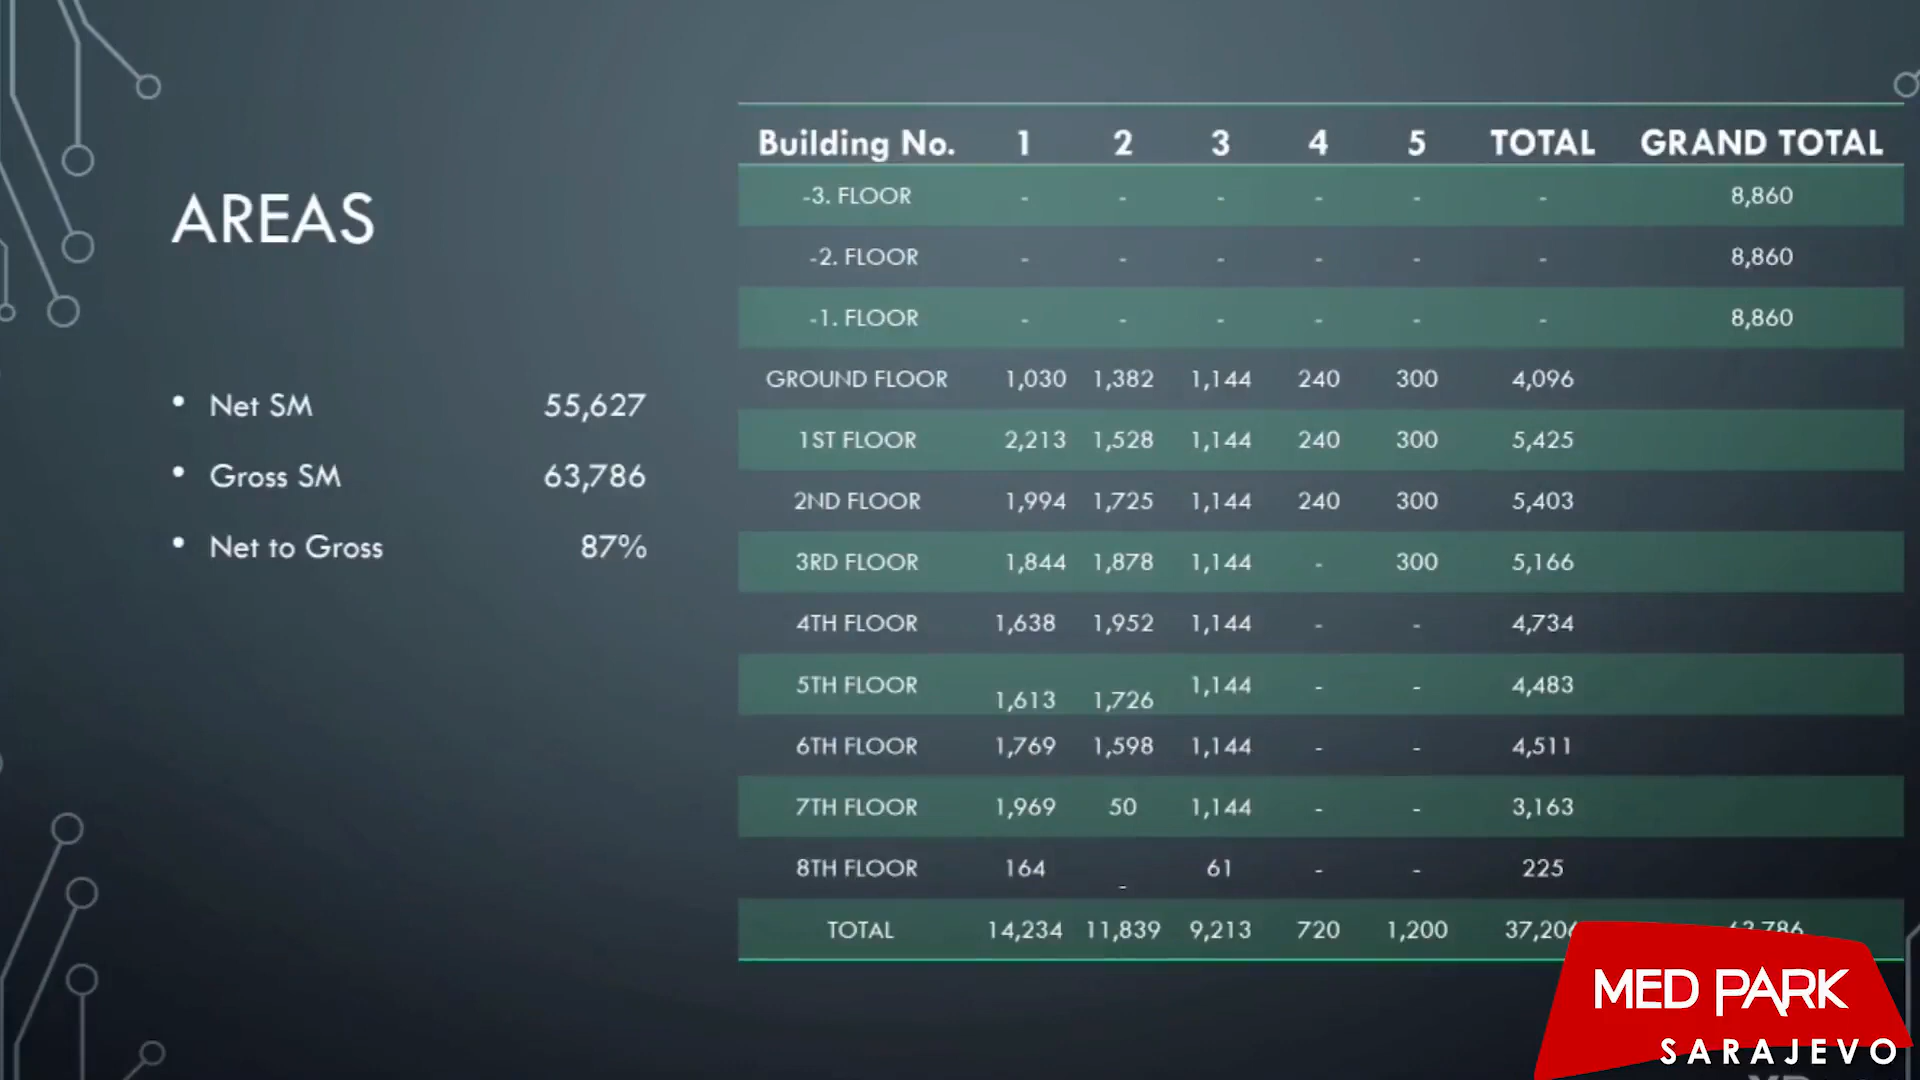 AREAS
• Net SM 55,627
• Gross SM 63,786
• Net to Gross 87%
Building No. 1 2 3 4 5 TOTAL GRAND TOTAL
-3. FLOOR - - - - - - 8,860
-2. FLOOR - - - - - - 8,860
-1. FLOOR - - - - - - 8,860
GROUND FLOOR 1,030 1,382 1,144 240 300 4,096
1ST FLOOR 2,213 1,528 1,144 240 300 5,425
2ND FLOOR 1,994 1,725 1,144 240 300 5,403
3RD FLOOR 1,844 1,878 1,144 - 300 5,166
4TH FLOOR 1,638 1,952 1,144 - - 4,734
5TH FLOOR 1,613 1,726 1,144 - - 4,483
6TH FLOOR 1,769 1,598 1,144 - - 4,511
7TH FLOOR 1,969 50 1,144 - - 3,163
8TH FLOOR 164 - 61 - - 225
TOTAL 14,234 11,839 9,213 720 1,200 37,206 63,786
MED PARK
SARAJEVO